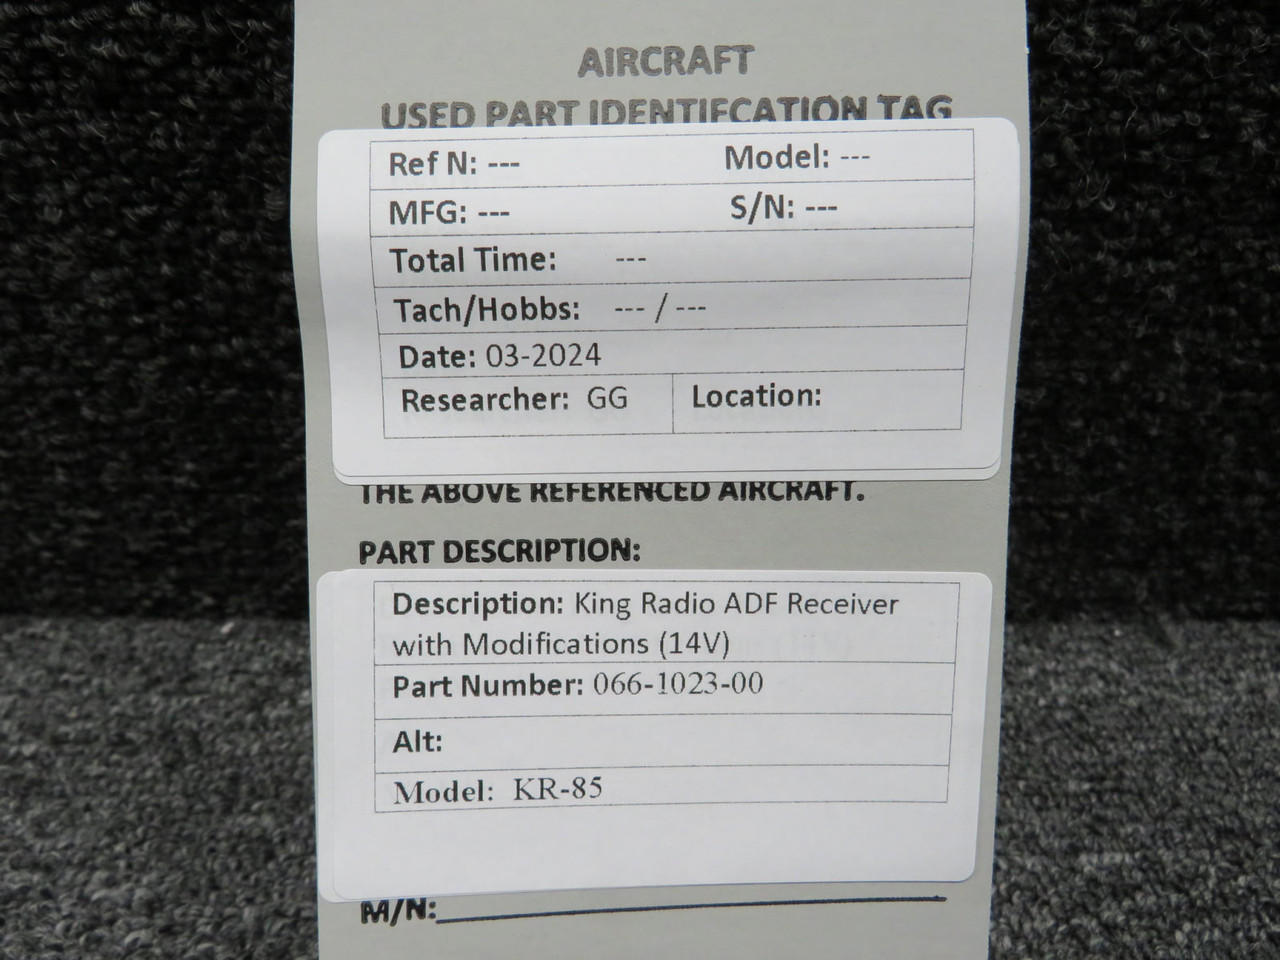 AIRCRAFT
USED PART IDENTIFCATION TAG
Ref N: --- Model: ---
MFG: --- S/N: ---
Total Time: ---
Tach/Hobbs: --- / ---
Date: 03-2024
Researcher: GG Location:
THE ABOVE REFERENCED AIRCRAFT.
PART DESCRIPTION:
Description: King Radio ADF Receiver
with Modifications (14V)
Part Number: 066-1023-00
Alt:
Model: KR-85
M/N: